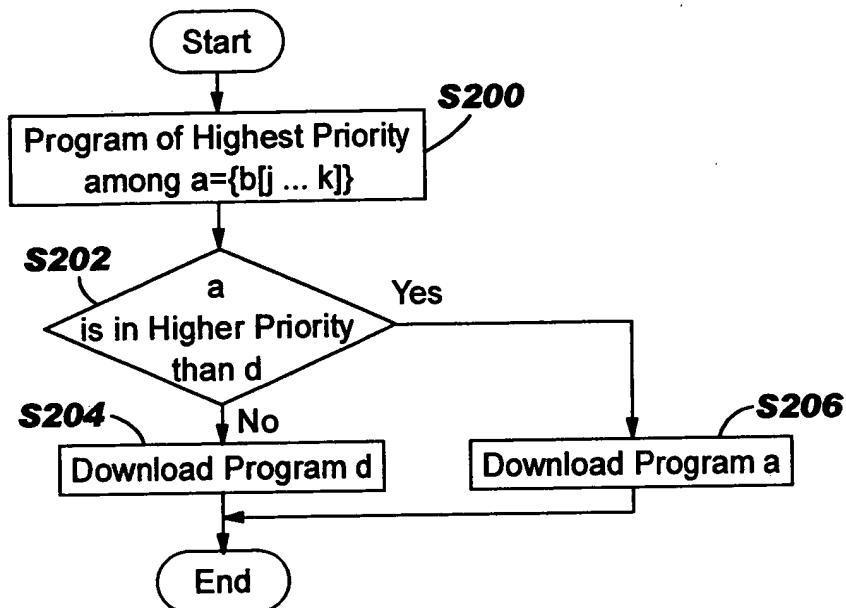 Start
S200
Program of Highest Priority
among a={b[j ... k]}
S202
a
is in Higher Priority
than d
Yes
S204
No
S206
Download Program d
Download Program a
End